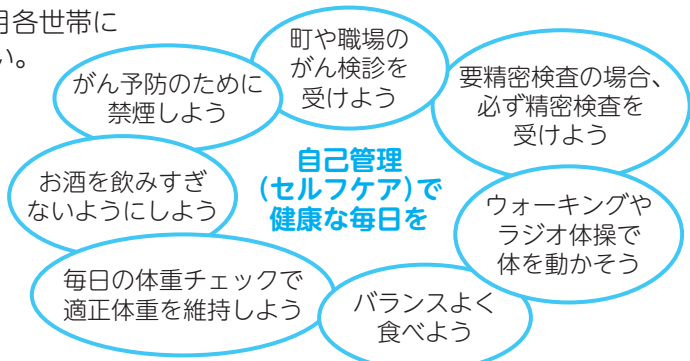 月各世帯に
い。
町や職場の
がん検診を
受けよう
要精密検査の場合、
必ず精密検査を
受けよう
ウォーキングや
ラジオ体操で
体を動かそう
バランスよく
食べよう
毎日の体重チェックで
適正体重を維持しよう
お酒を飲みすぎ
ないようにしよう
がん予防のために
禁煙しよう
自己管理
(セルフケア)で
健康な毎日を